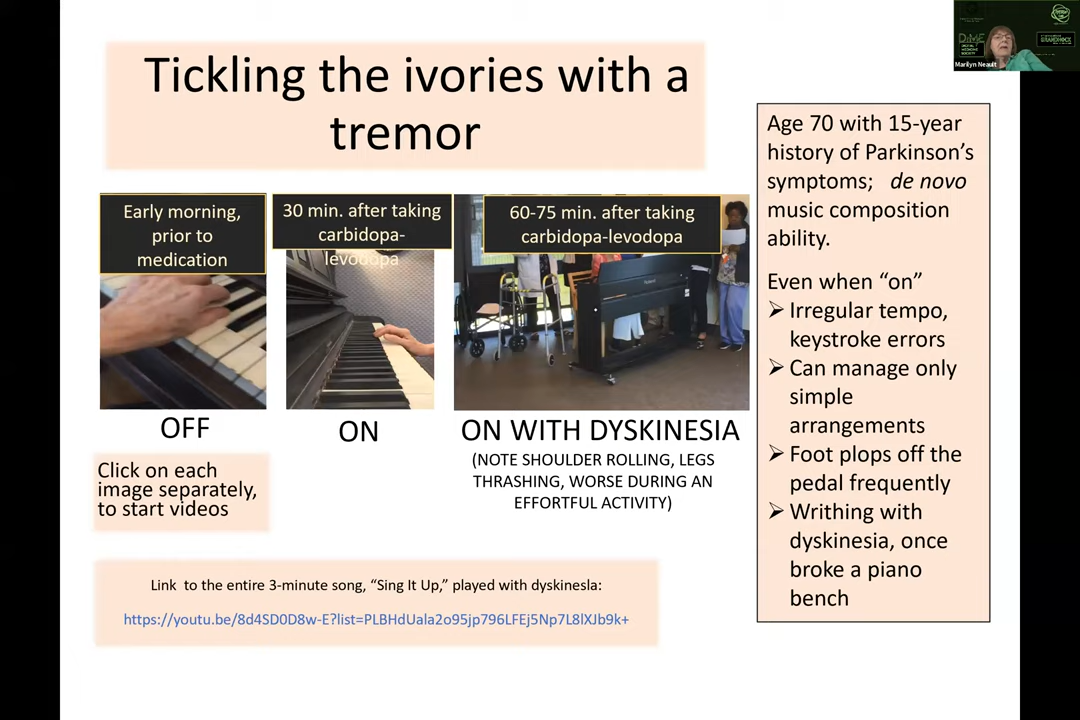 Tickling the ivories with a
tremor
Early morning,
prior to
medication
30 min. after taking
carbidopa-
levodopa
60-75 min. after taking
carbidopa-levodopa
OFF
ON
ON WITH DYSKINESIA
(NOTE SHOULDER ROLLING, LEGS
THRASHING, WORSE DURING AN
EFFORTFUL ACTIVITY)
Click on each
image separately,
to start videos
Link to the entire 3-minute song, “Sing It Up,” played with dyskinesIa:
https://youtu.be/8d4SD0D8w-E?list=PLBHdUala2o95jp796LFEj5Np7L8lXJb9k+
Age 70 with 15-year
history of Parkinson’s
symptoms; de novo
music composition
ability.
Even when “on”
➢ Irregular tempo,
keystroke errors
➢ Can manage only
simple
arrangements
➢ Foot plops off the
pedal frequently
➢ Writhing with
dyskinesia, once
broke a piano
bench
DiMe
Marilyn Neault